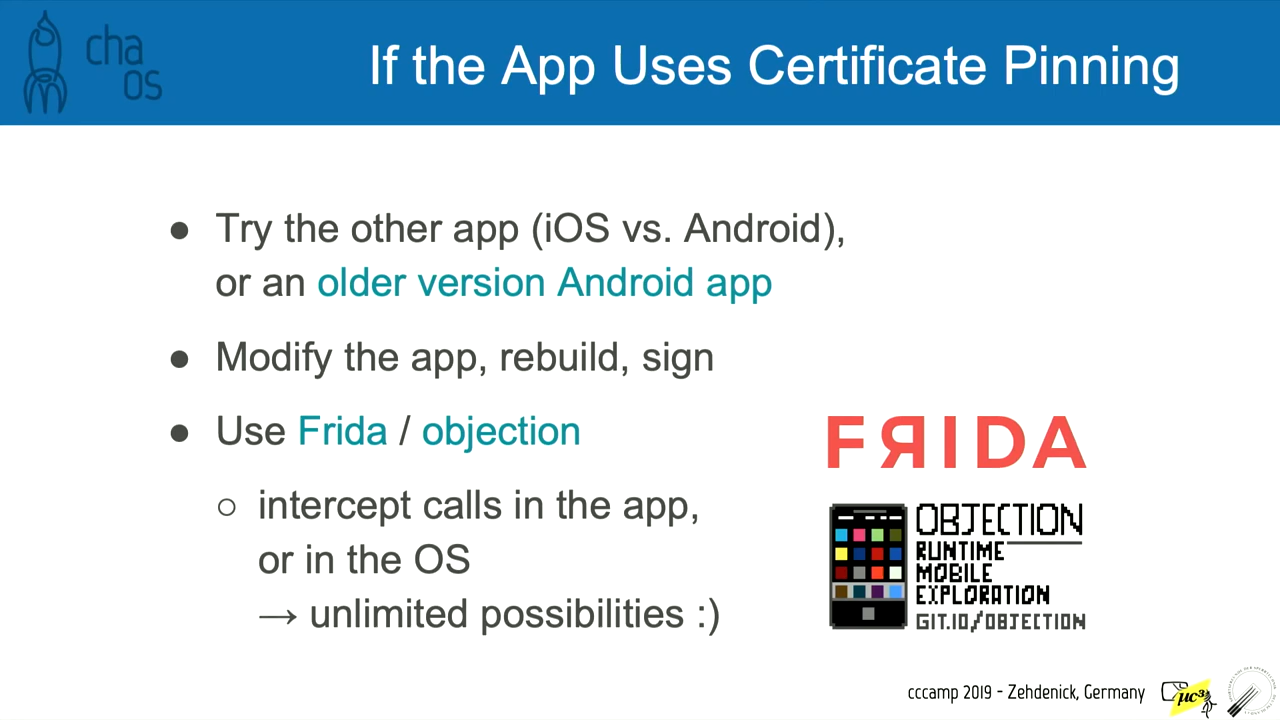 cha
os
If the App Uses Certificate Pinning
● Try the other app (iOS vs. Android),
or an older version Android app
● Modify the app, rebuild, sign
● Use Frida / objection
○ intercept calls in the app,
or in the OS
→ unlimited possibilities :)
FЯIDA
OBJECTION
RUNTIME
MOBILE
EXPLORATION
GIT.IO/OBJECTION
cccamp 2019 - Zehdenick, Germany
µc³